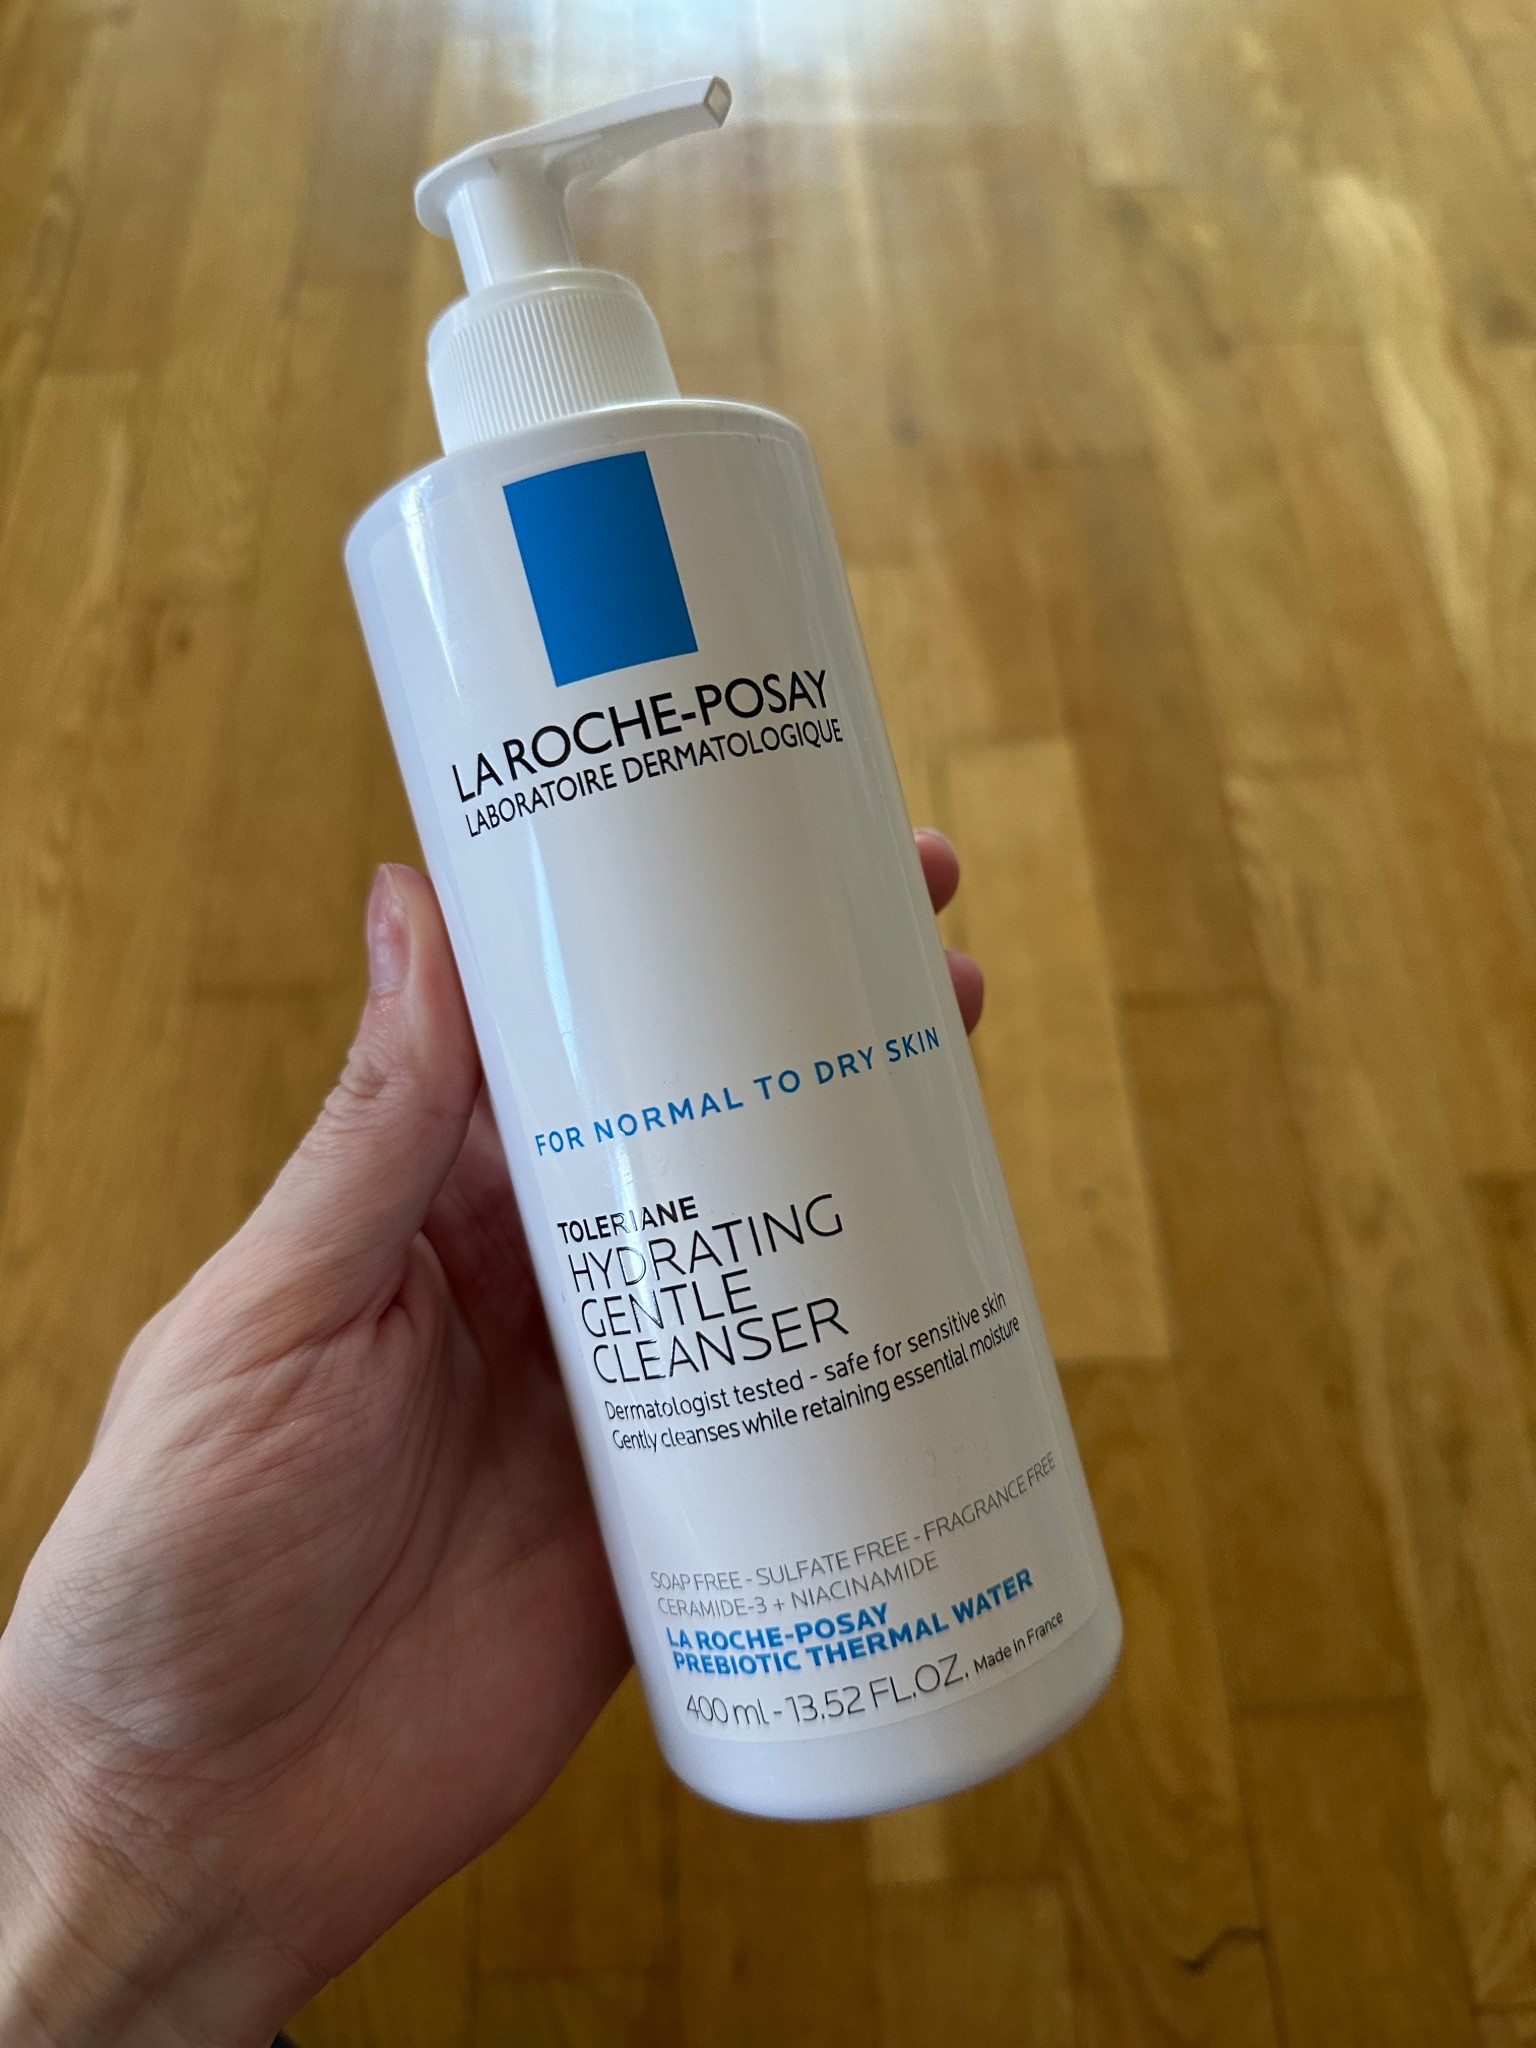 LA ROCHE-POSAY
LABORATOIRE DERMATOLOGIQUE
FOR NORMAL TO DRY SKIN
TOLERIANE
HYDRATING
GENTLE
CLEANSER
Dermatologist tested - safe for sensitive skin
Gently cleanses while retaining essential moisture
SOAP FREE - SULFATE FREE - FRAGRANCE FREE
CERAMIDE-3 + NIACINAMIDE
LA ROCHE-POSAY
PREBIOTIC THERMAL WATER
400 ml - 13.52 FL.OZ. Made in France